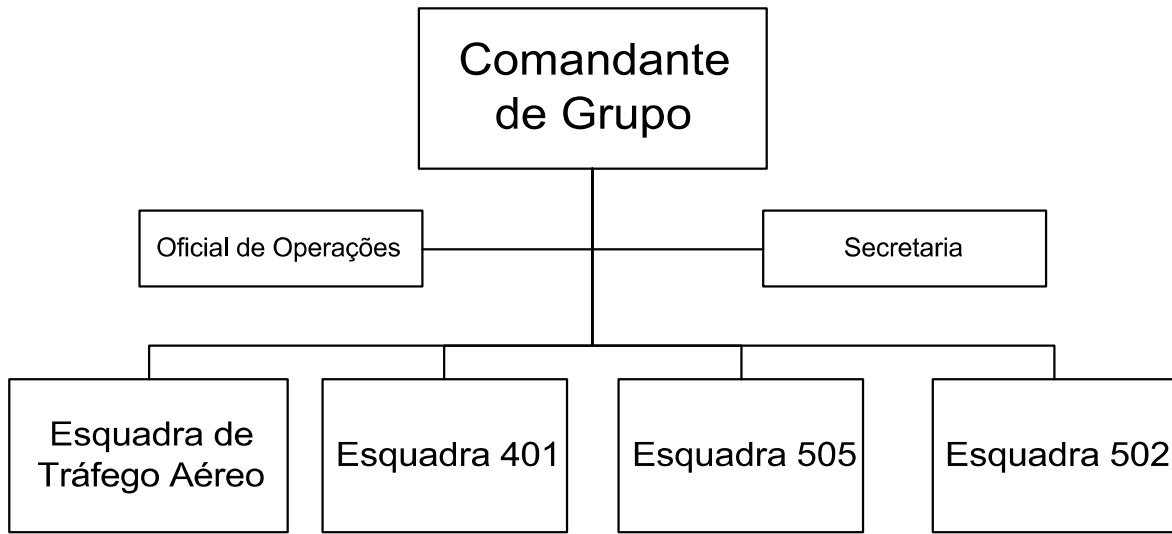 Comandante
de Grupo
Oficial de Operações
Secretaria
Esquadra de
Tráfego Aéreo
Esquadra 401
Esquadra 505
Esquadra 502